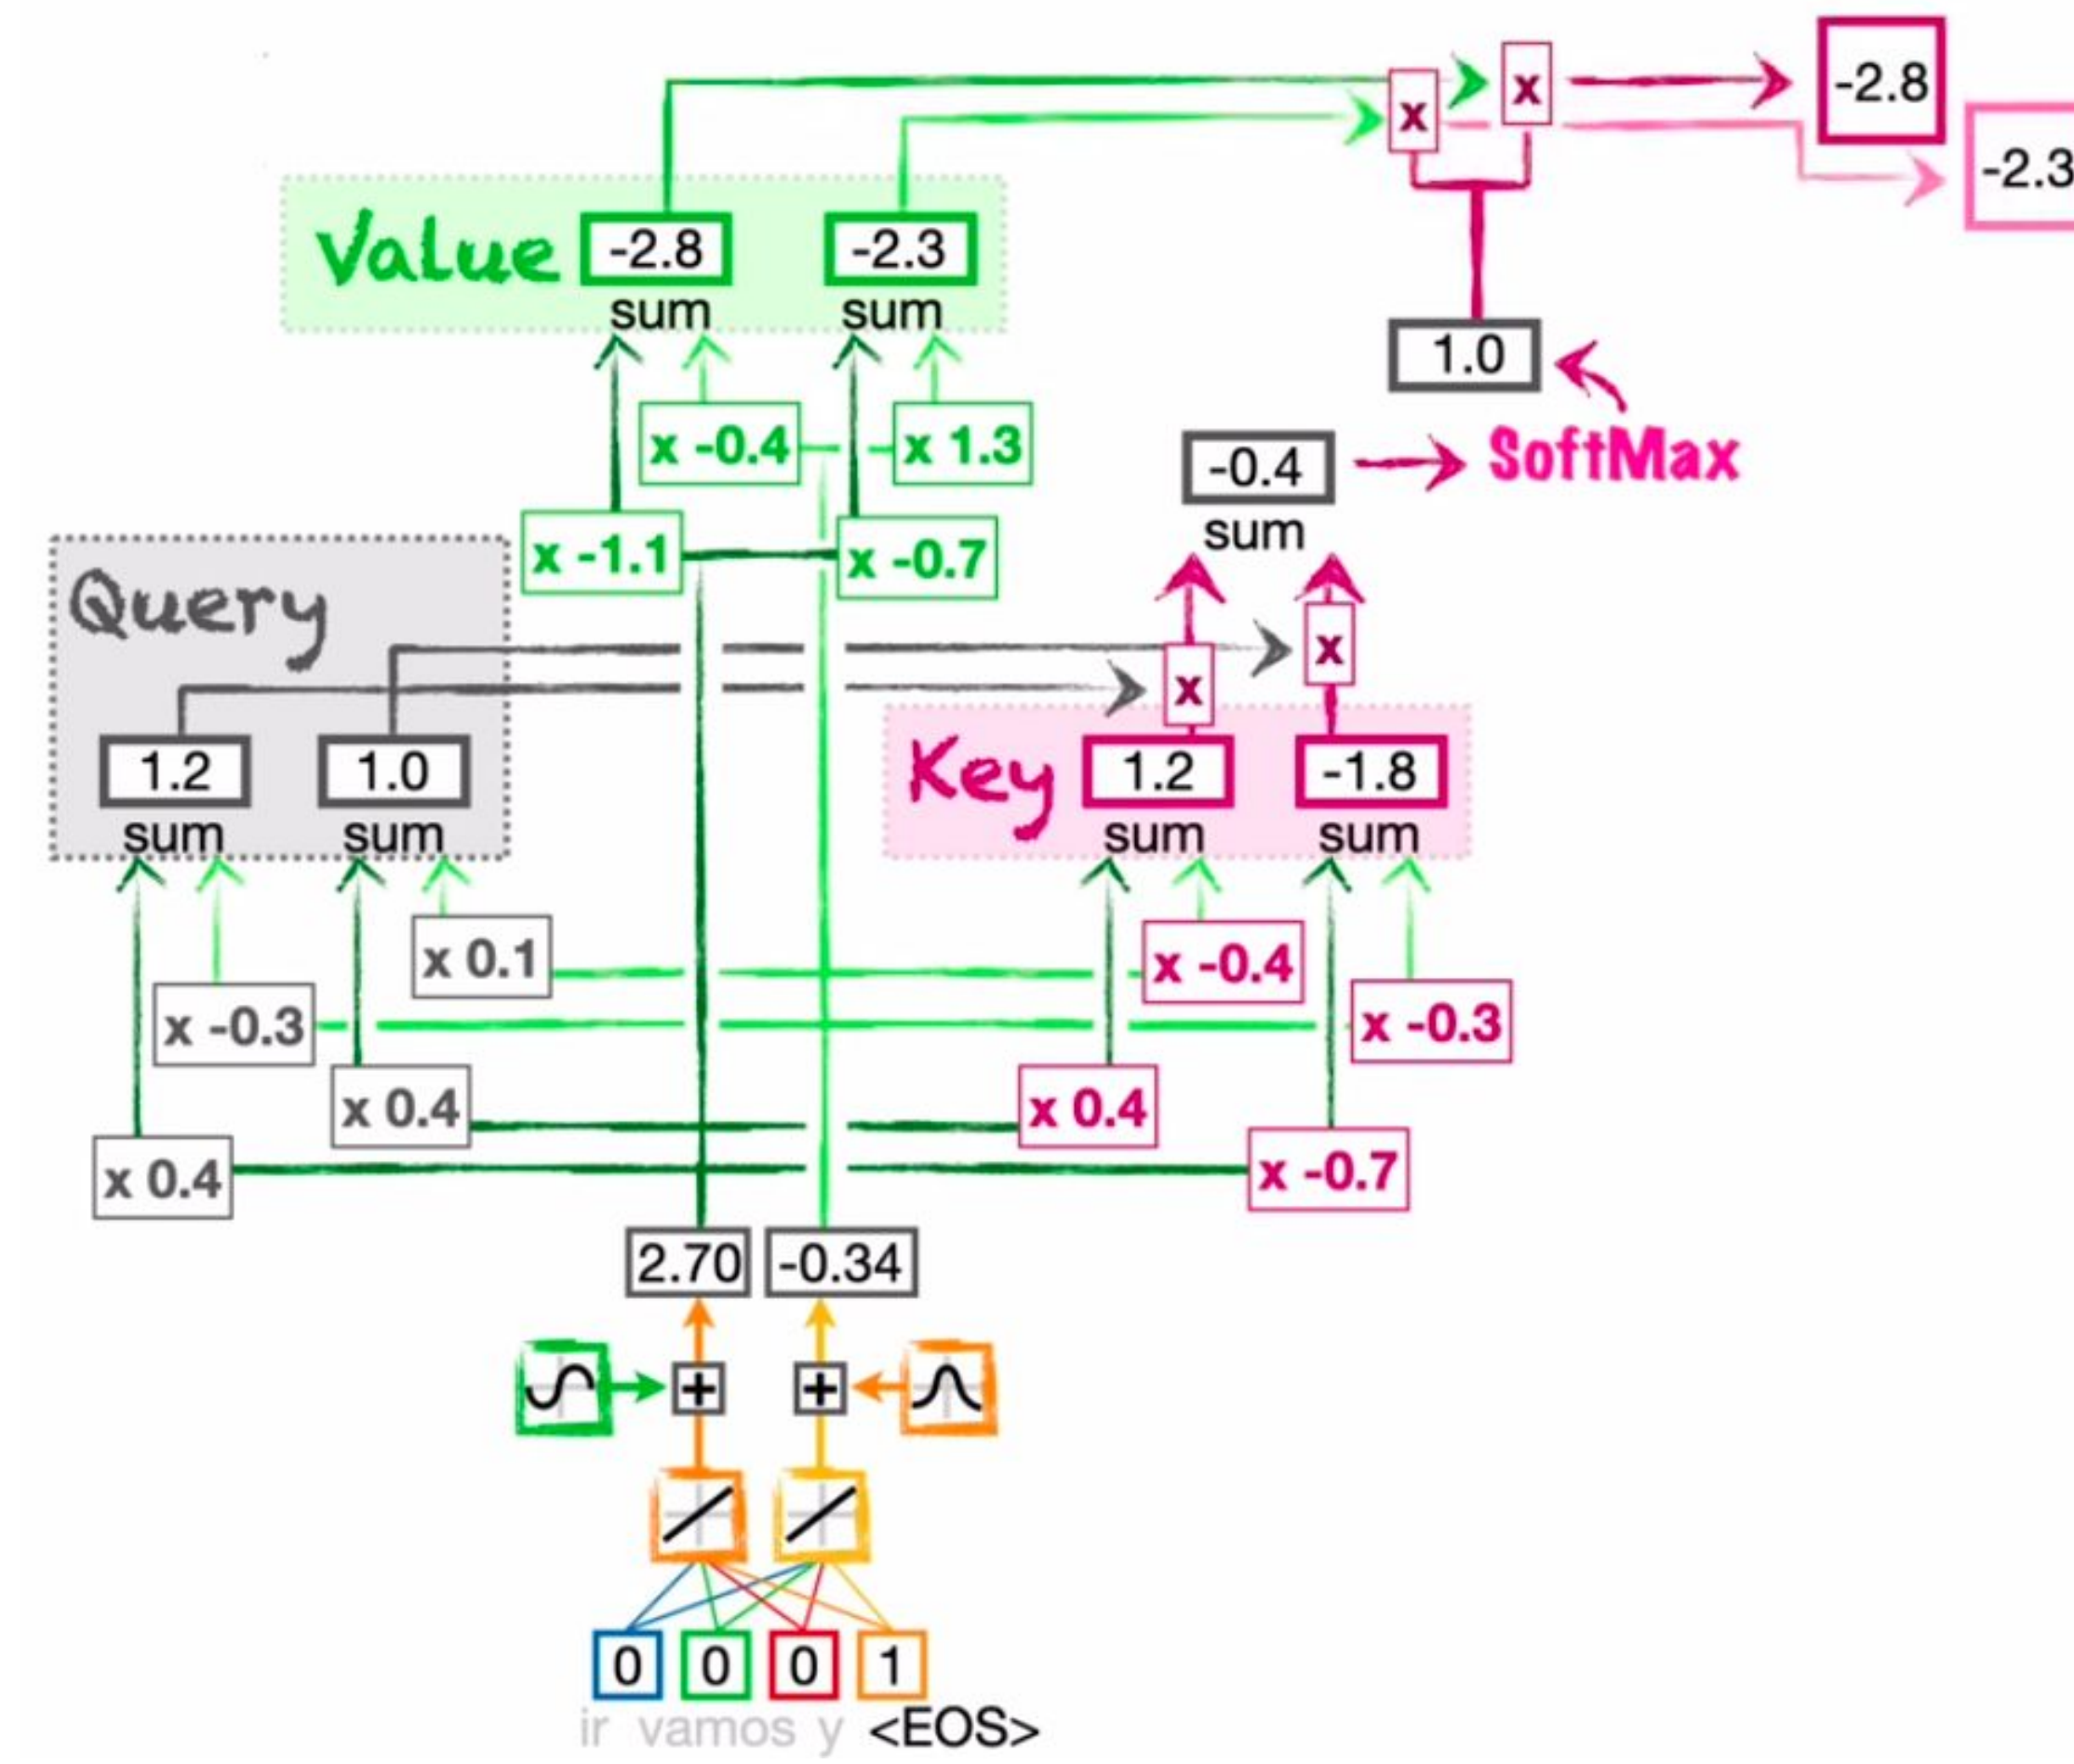 x x -2.8
-2.3
Value -2.8 -2.3
sum sum
1.0
x -0.4 x 1.3
-0.4 SoftMax
sum
x -1.1 x -0.7
Query
x
x
1.2 1.0
Key 1.2 -1.8
sum sum
sum sum
x 0.1 x -0.4
x -0.3 x -0.3
x 0.4 x 0.4
x 0.4 x -0.7
2.70 -0.34
+ +
0 0 0 1
ir vamos y <EOS>